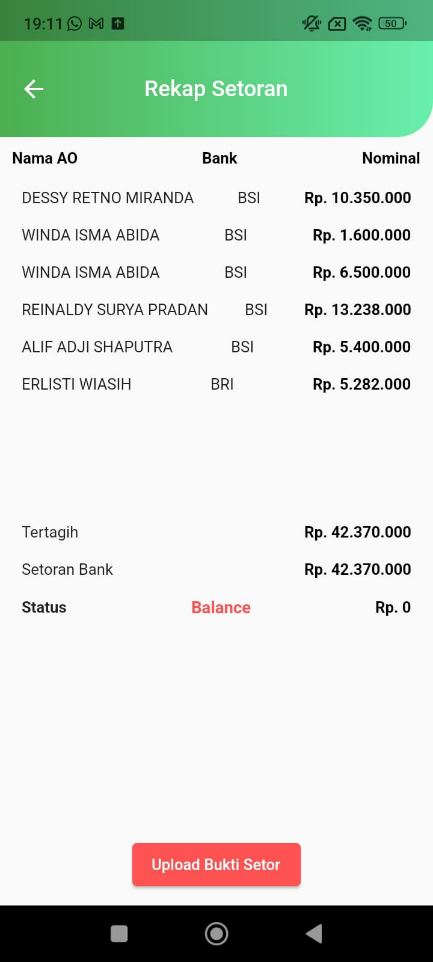 19:11 50
Rekap Setoran
Nama AO Bank Nominal
DESSY RETNO MIRANDA BSI Rp. 10.350.000
WINDA ISMA ABIDA BSI Rp. 1.600.000
WINDA ISMA ABIDA BSI Rp. 6.500.000
REINALDY SURYA PRADAN BSI Rp. 13.238.000
ALIF ADJI SHAPUTRA BSI Rp. 5.400.000
ERLISTI WIASIH BRI Rp. 5.282.000
Tertagih Rp. 42.370.000
Setoran Bank Rp. 42.370.000
Status Balance Rp. 0
Upload Bukti Setor